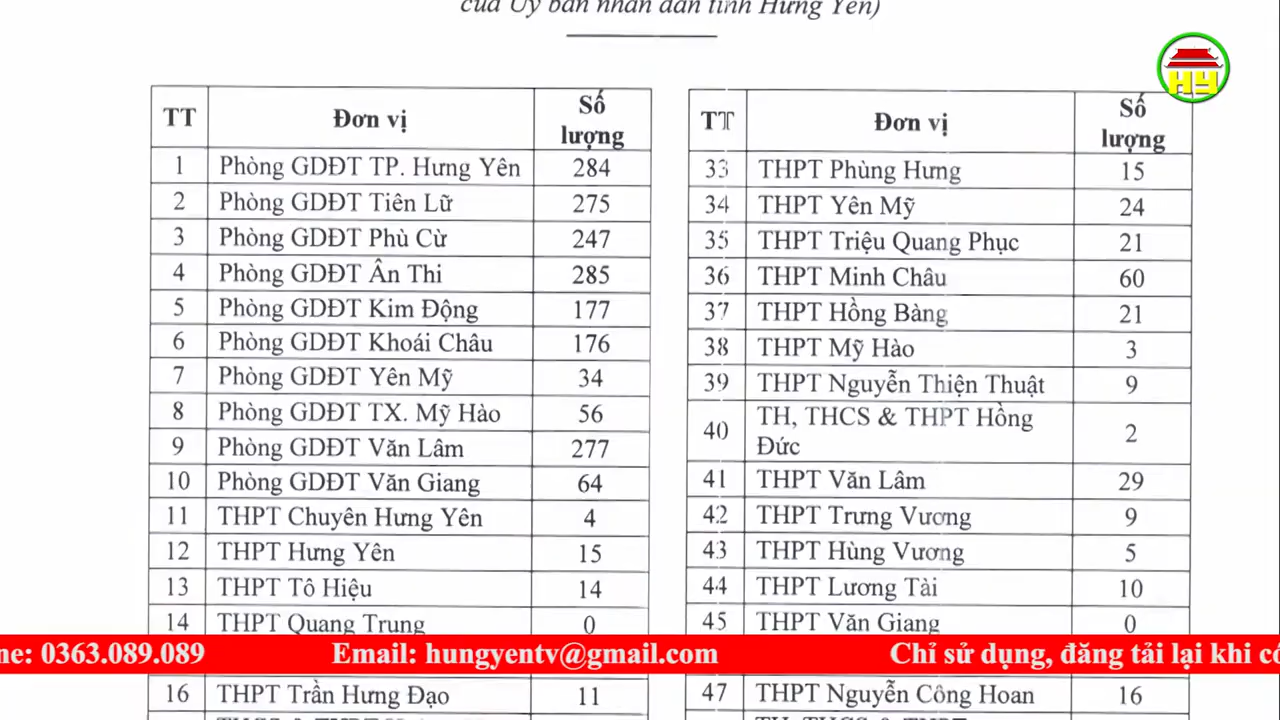 của Ủy ban nhân dân tỉnh Hưng Yên)
HY
TT Đơn vị Số lượng
1 Phòng GDĐT TP. Hưng Yên 284
2 Phòng GDĐT Tiên Lữ 275
3 Phòng GDĐT Phù Cừ 247
4 Phòng GDĐT Ân Thi 285
5 Phòng GDĐT Kim Động 177
6 Phòng GDĐT Khoái Châu 176
7 Phòng GDĐT Yên Mỹ 34
8 Phòng GDĐT TX. Mỹ Hào 56
9 Phòng GDĐT Văn Lâm 277
10 Phòng GDĐT Văn Giang 64
11 THPT Chuyên Hưng Yên 4
12 THPT Hưng Yên 15
13 THPT Tô Hiệu 14
14 THPT Quang Trung 0
16 THPT Trần Hưng Đạo 11
TT Đơn vị Số lượng
33 THPT Phùng Hưng 15
34 THPT Yên Mỹ 24
35 THPT Triệu Quang Phục 21
36 THPT Minh Châu 60
37 THPT Hồng Bàng 21
38 THPT Mỹ Hào 3
39 THPT Nguyễn Thiện Thuật 9
40 TH, THCS & THPT Hồng
Đức 2
41 THPT Văn Lâm 29
42 THPT Trưng Vương 9
43 THPT Hùng Vương 5
44 THPT Lương Tài 10
45 THPT Văn Giang 0
47 THPT Nguyễn Công Hoan 16
ne: 0363.089.089 Email: hungyentv@gmail.com Chỉ sử dụng, đăng tải lại khi có